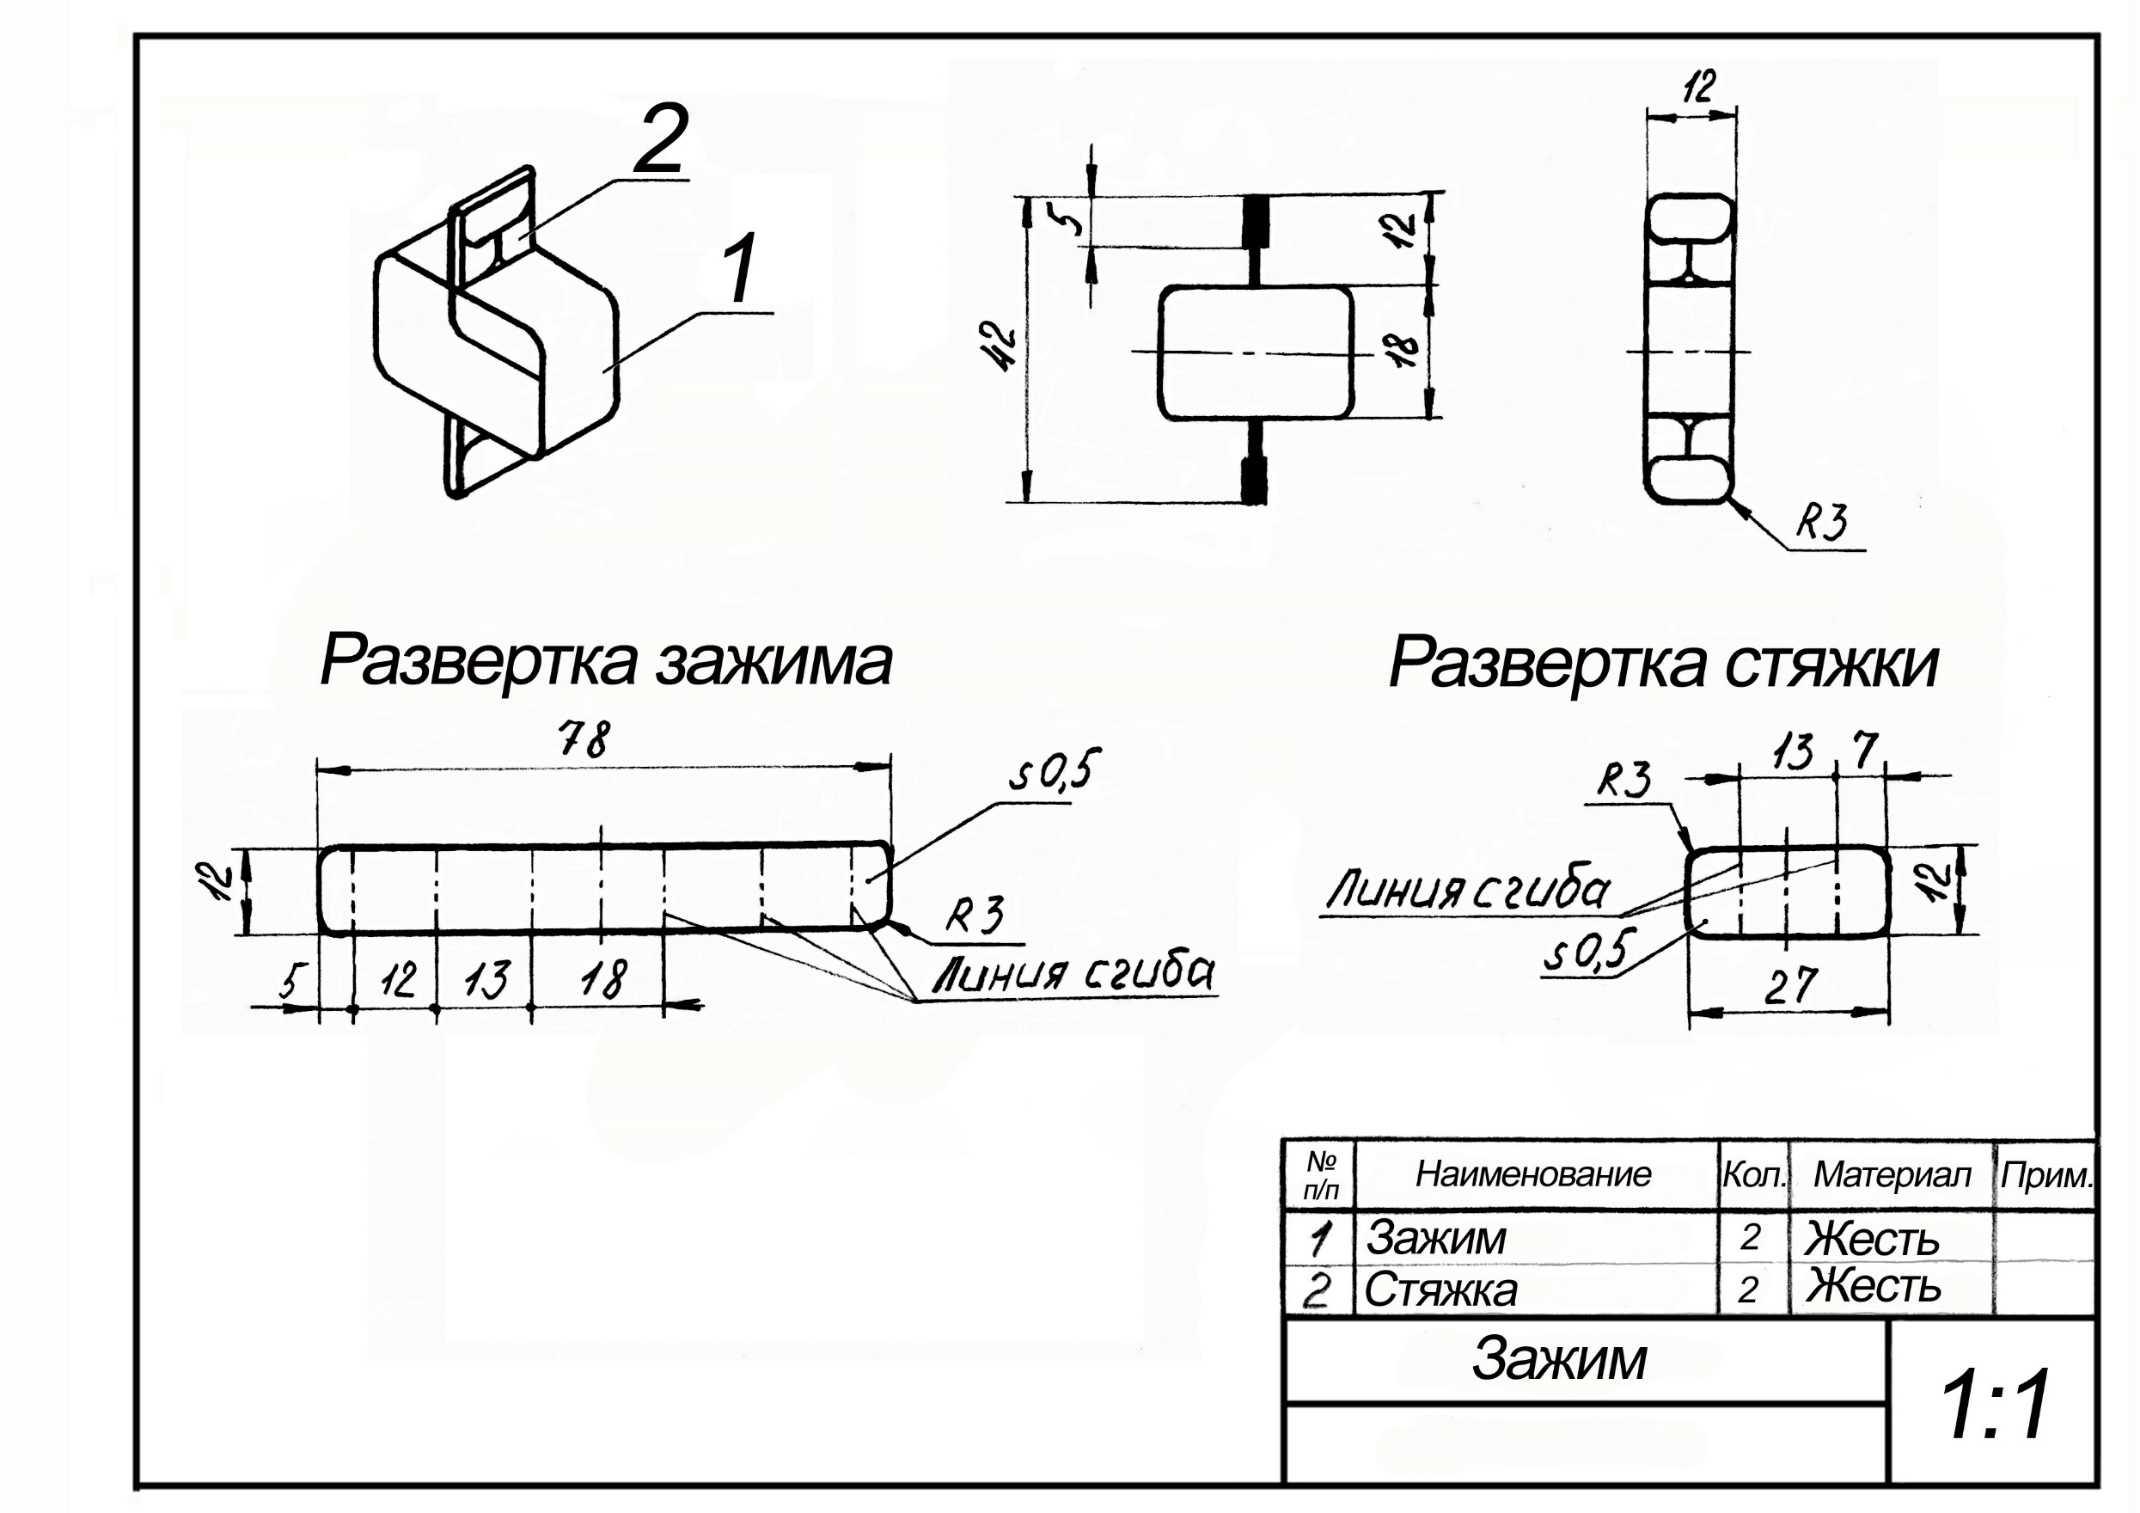 2
1
12
5
12
42
18
R3
Развертка зажима
Развертка стяжки
78
s 0,5
12
R3
5 12 13 18
Линия сгиба
13 7
R3
Линия сгиба
12
s 0,5
27
№ п/п Наименование Кол. Материал Прим.
1 Зажим 2 Жесть
2 Стяжка 2 Жесть
Зажим
1:1